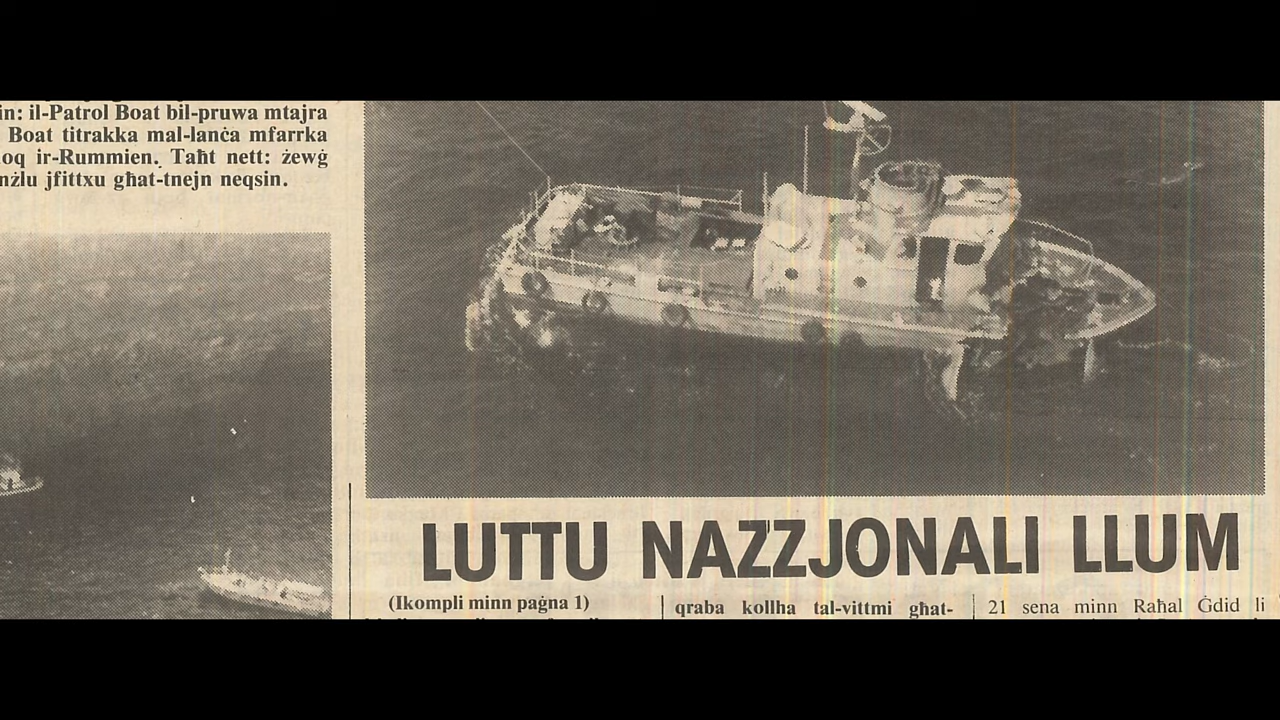 in: il-Patrol Boat bil-pruwa mtajra
Boat titrakka mal-lanċa mfarrka
oq ir-Rummien. Taħt nett: żewġ
nżlu jfittxu għat-tnejn neqsin.
LUTTU NAZZJONALI LLUM
(Ikompli minn paġna 1)
qraba kollha tal-vittmi għat-
21 sena minn Raħal Ġdid li